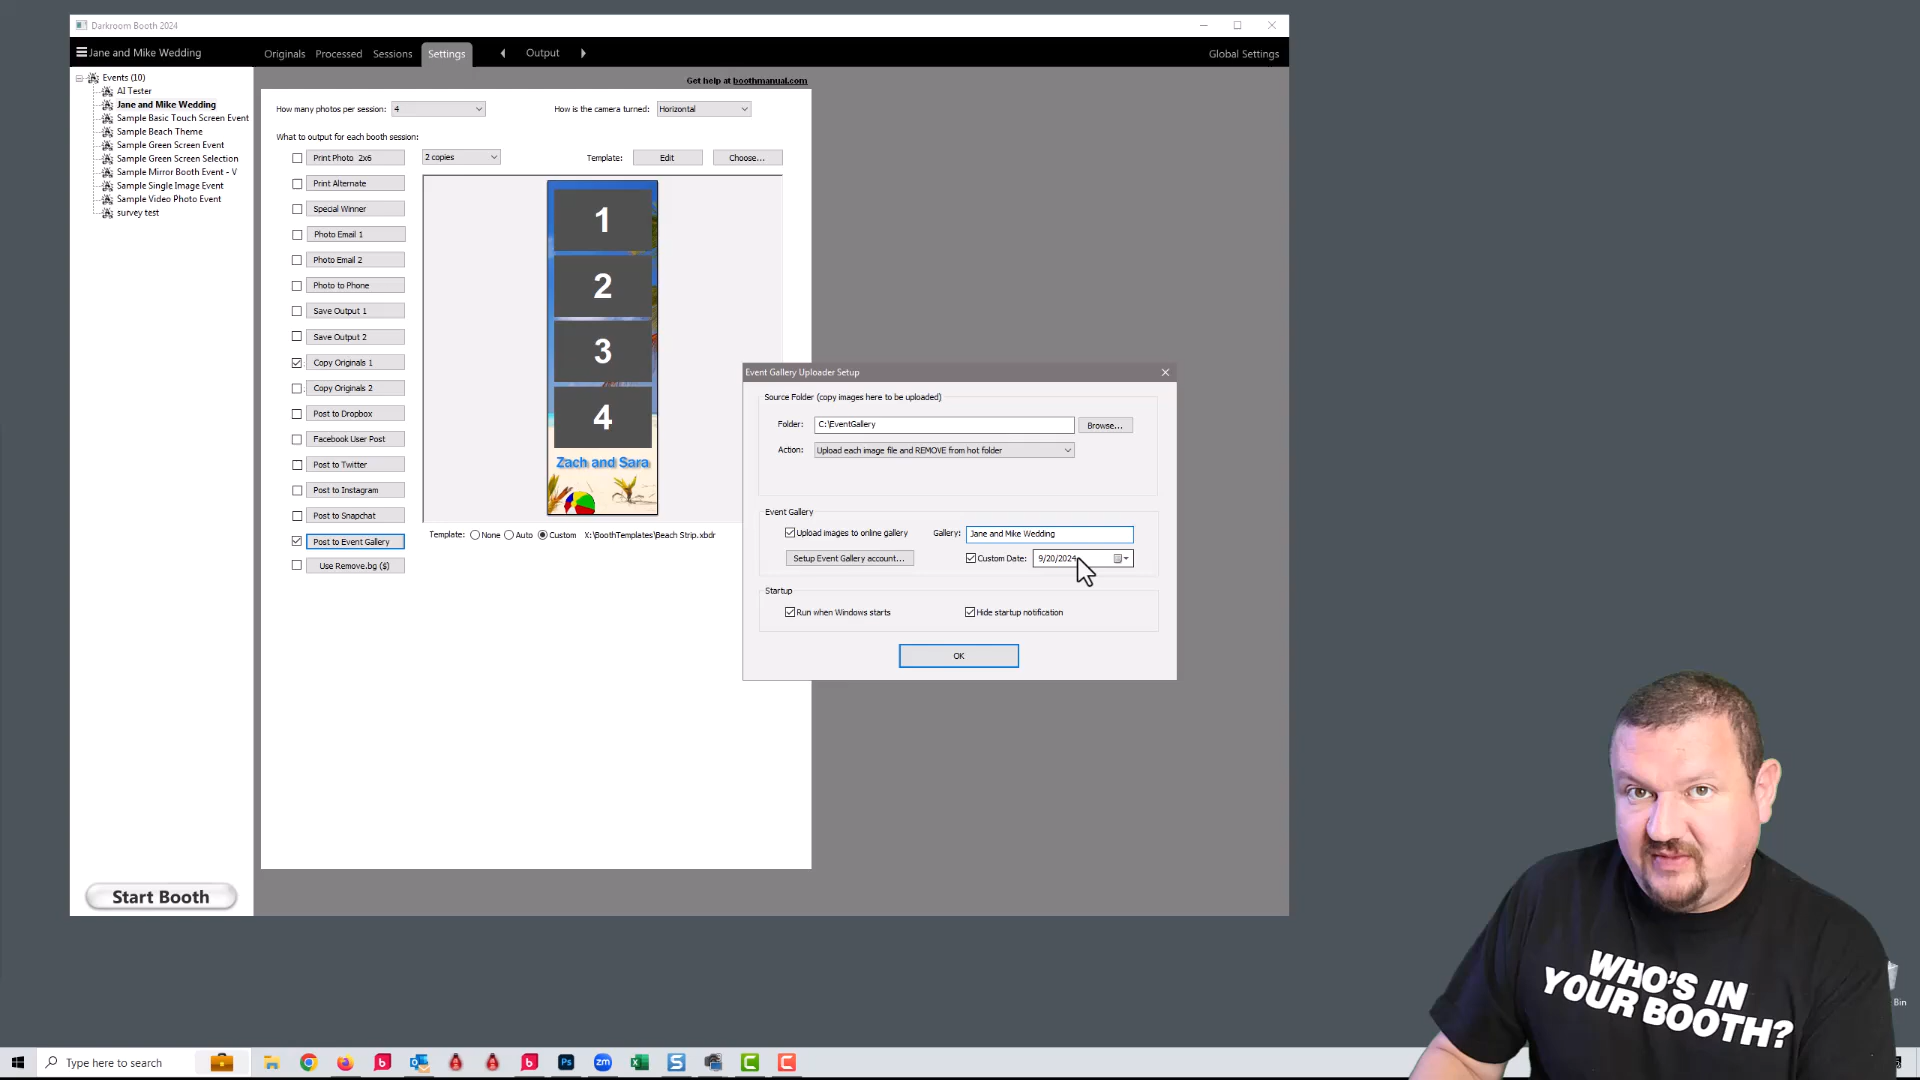 Darkroom Booth 2024
Jane and Mike Wedding
Originals
Processed
Sessions
Settings
Output
Global Settings
Events (10)
AI Tester
Jane and Mike Wedding
Sample Basic Touch Screen Event
Sample Beach Theme
Sample Green Screen Event
Sample Green Screen Selection
Sample Mirror Booth Event - V
Sample Single Image Event
Sample Video Photo Event
survey test
Get help at boothmanual.com
How many photos per session: 4
How is the camera turned: Horizontal
What to output for each booth session:
Print Photo 2x6
2 copies
Template: Edit Choose...
Print Alternate
Special Winner
Photo Email 1
Photo Email 2
Photo to Phone
Save Output 1
Save Output 2
Copy Originals 1
Copy Originals 2
Post to Dropbox
Facebook User Post
Post to Twitter
Post to Instagram
Post to Snapchat
Post to Event Gallery
Use Remove.bg ($)
1
2
3
4
Zach and Sara
Template: None Auto Custom X:\BoothTemplates\Beach Strip.xbdr
Event Gallery Uploader Setup
Source Folder (copy images here to be uploaded)
Folder: C:\EventGallery Browse...
Action: Upload each image file and REMOVE from hot folder
Event Gallery
Upload images to online gallery Gallery: Jane and Mike Wedding
Setup Event Gallery account... Custom Date: 9/20/2024
Startup
Run when Windows starts Hide startup notification
OK
Start Booth
WHO'S IN
YOUR BOOTH?
Bin
Type here to search
b
Ps
zm
b
S
C
C